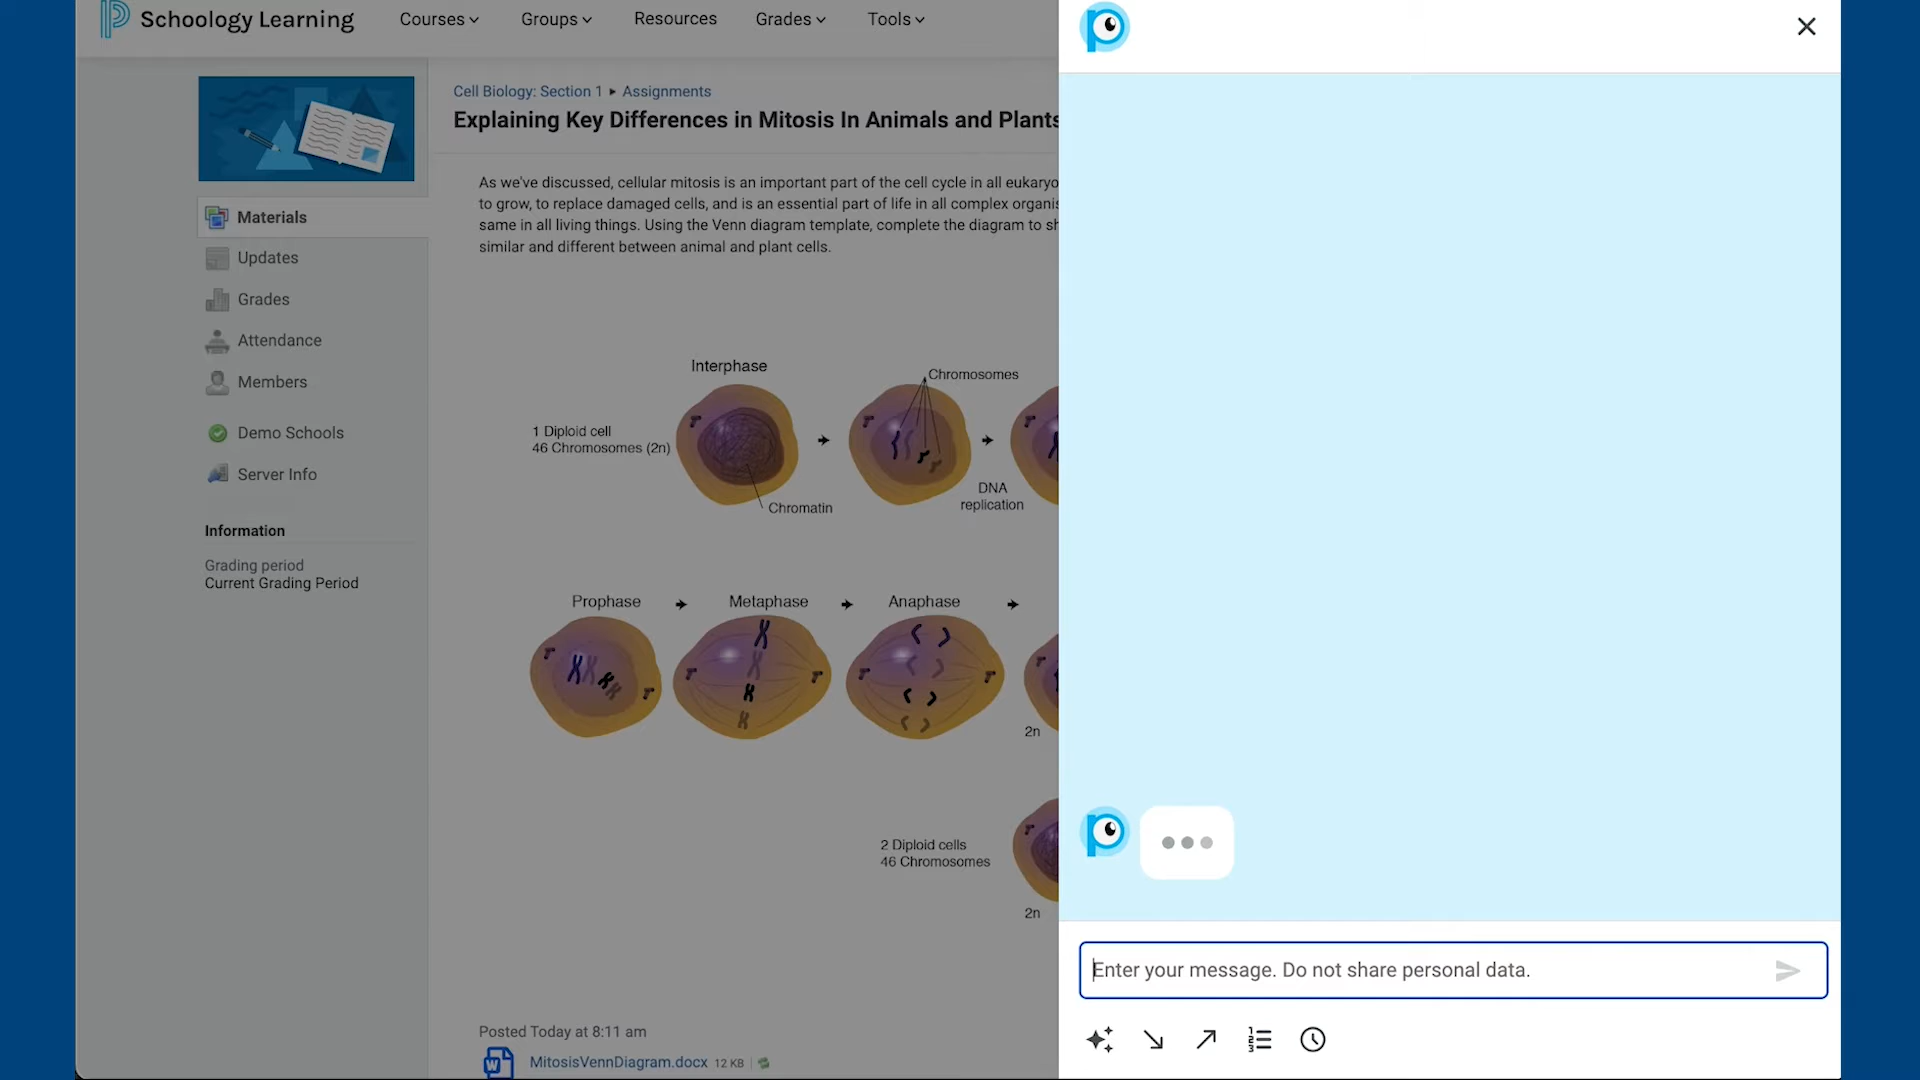 Schoology Learning
Courses
Groups
Resources
Grades
Tools
Cell Biology: Section 1 ▸ Assignments
Explaining Key Differences in Mitosis In Animals and Plants
Materials
Updates
Grades
Attendance
Members
Demo Schools
Server Info
Information
Grading period
Current Grading Period
As we've discussed, cellular mitosis is an important part of the cell cycle in all eukaryo
to grow, to replace damaged cells, and is an essential part of life in all complex organis
same in all living things. Using the Venn diagram template, complete the diagram to sh
similar and different between animal and plant cells.
Interphase
Chromosomes
1 Diploid cell
46 Chromosomes (2n)
Chromatin
DNA
replication
Prophase
Metaphase
Anaphase
2n
2 Diploid cells
46 Chromosomes
2n
Posted Today at 8:11 am
MitosisVennDiagram.docx 12 KB
Enter your message. Do not share personal data.